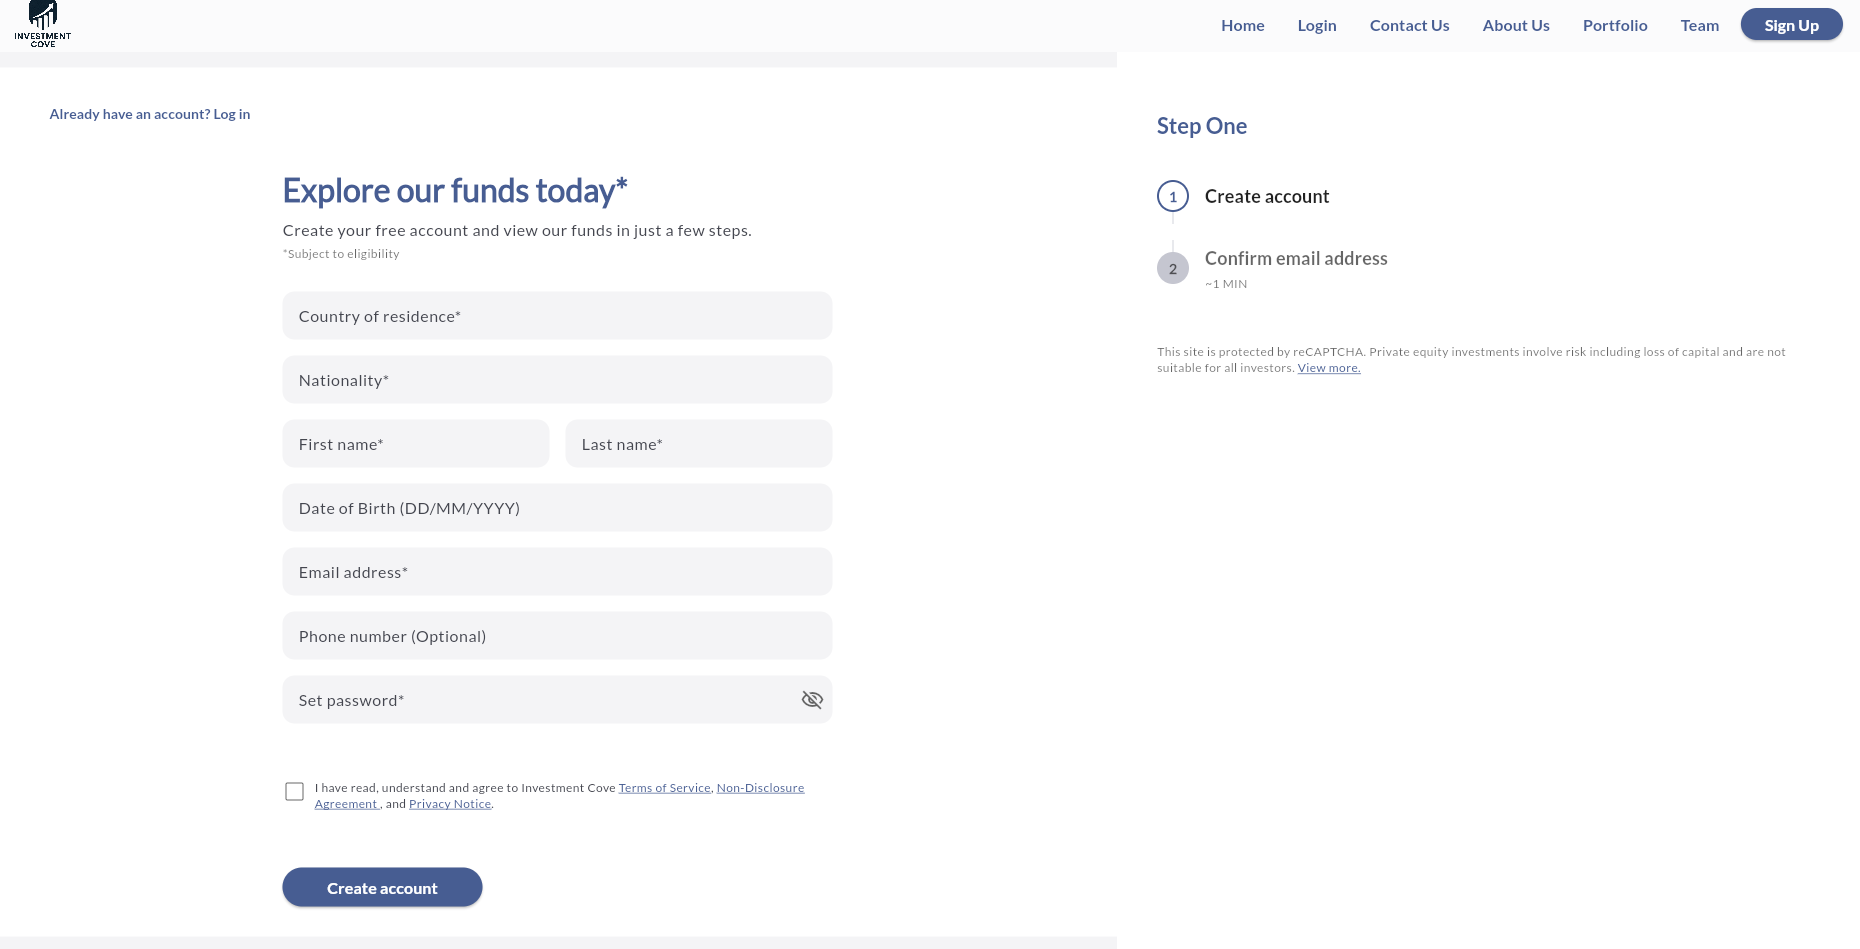 INVESTMENT
COVE
Home Login Contact Us About Us Portfolio Team Sign Up
Already have an account? Log in
Explore our funds today*
Create your free account and view our funds in just a few steps.
*Subject to eligibility
Country of residence*
Nationality*
First name* Last name*
Date of Birth (DD/MM/YYYY)
Email address*
Phone number (Optional)
Set password*
I have read, understand and agree to Investment Cove Terms of Service, Non-Disclosure
Agreement , and Privacy Notice.
Create account
Step One
1 Create account
2 Confirm email address
~1 MIN
This site is protected by reCAPTCHA. Private equity investments involve risk including loss of capital and are not
suitable for all investors. View more.